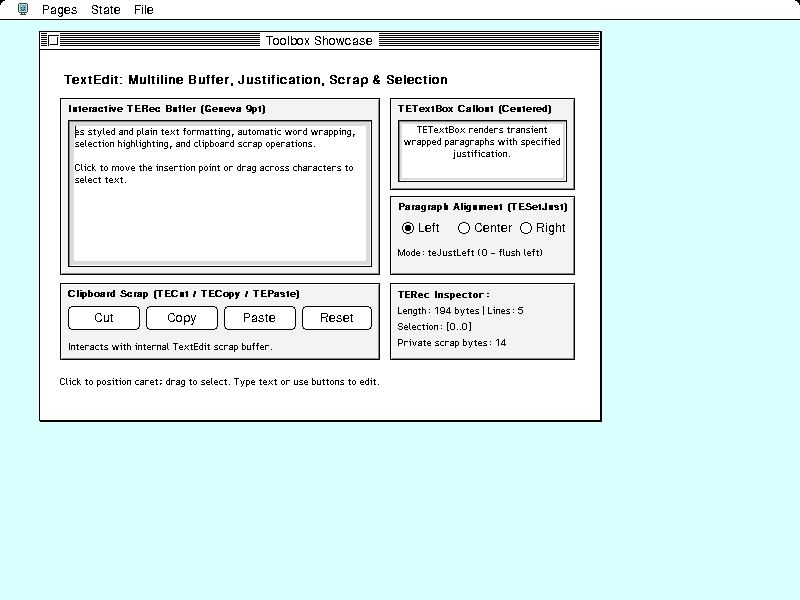 Pages State File
Toolbox Showcase
TextEdit: Multiline Buffer, Justification, Scrap & Selection
Interactive TERec Buffer (Geneva 9pt)
es styled and plain text formatting, automatic word wrapping,
selection highlighting, and clipboard scrap operations.
Click to move the insertion point or drag across characters to
select text.
TETextBox Callout (Centered)
TETextBox renders transient
wrapped paragraphs with specified
justification.
Paragraph Alignment (TESetJust)
Left Center Right
Mode: teJustLeft (0 - flush left)
Clipboard Scrap (TECut / TECopy / TEPaste)
Cut Copy Paste Reset
Interacts with internal TextEdit scrap buffer.
TERec Inspector:
Length: 194 bytes | Lines: 5
Selection: [0..0]
Private scrap bytes: 14
Click to position caret; drag to select. Type text or use buttons to edit.